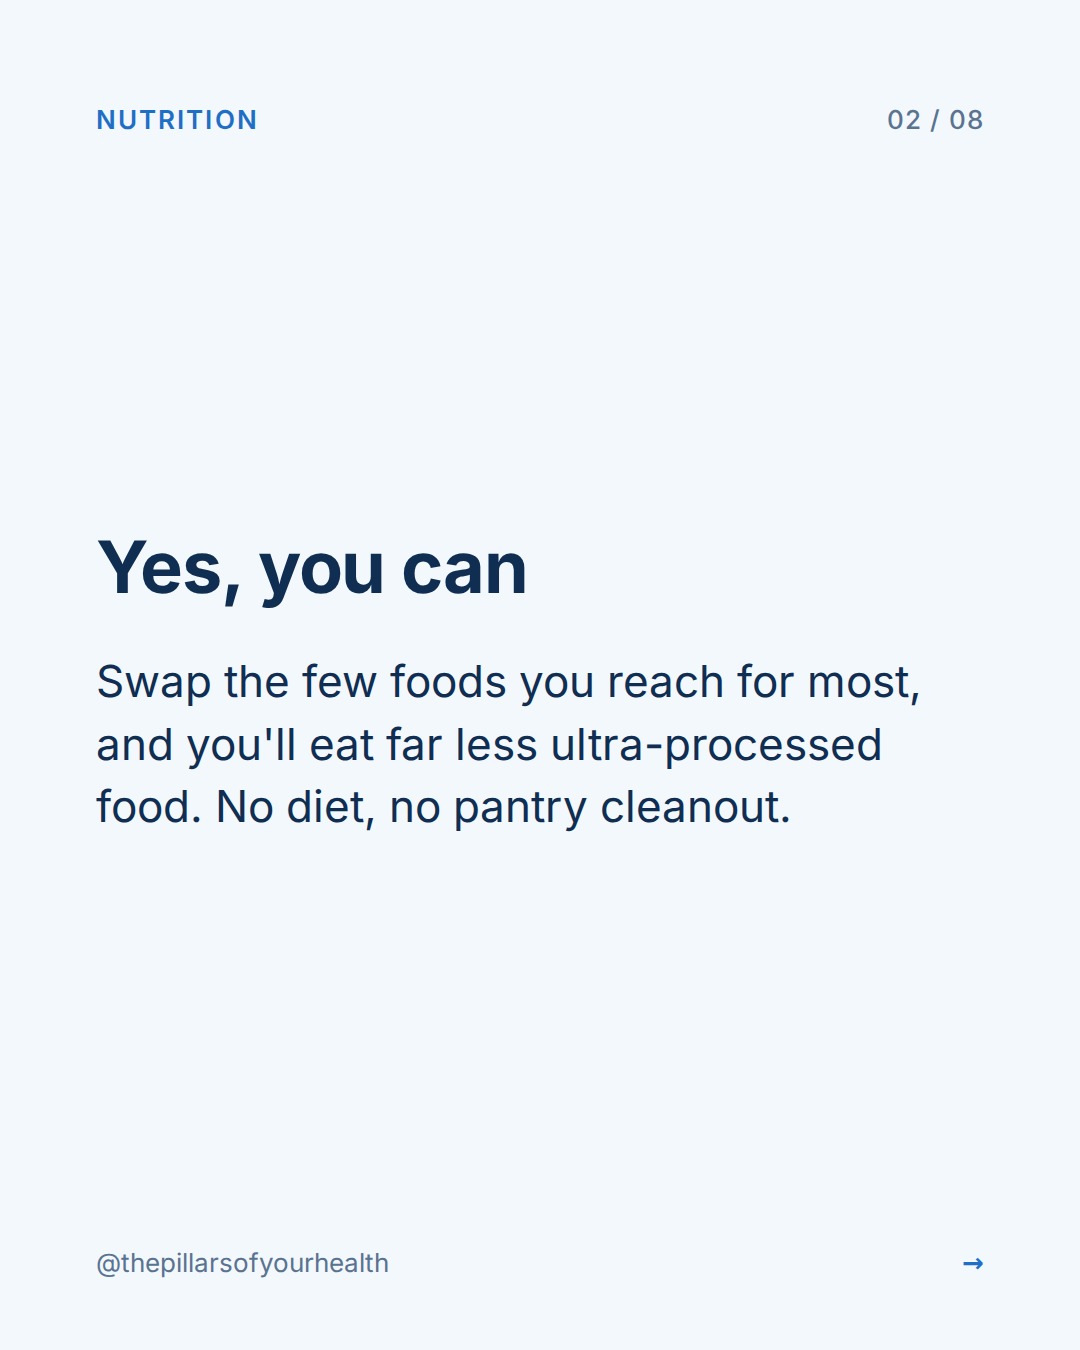 NUTRITION
02 / 08
Yes, you can
Swap the few foods you reach for most,
and you'll eat far less ultra-processed
food. No diet, no pantry cleanout.
@thepillarsofyourhealth
→